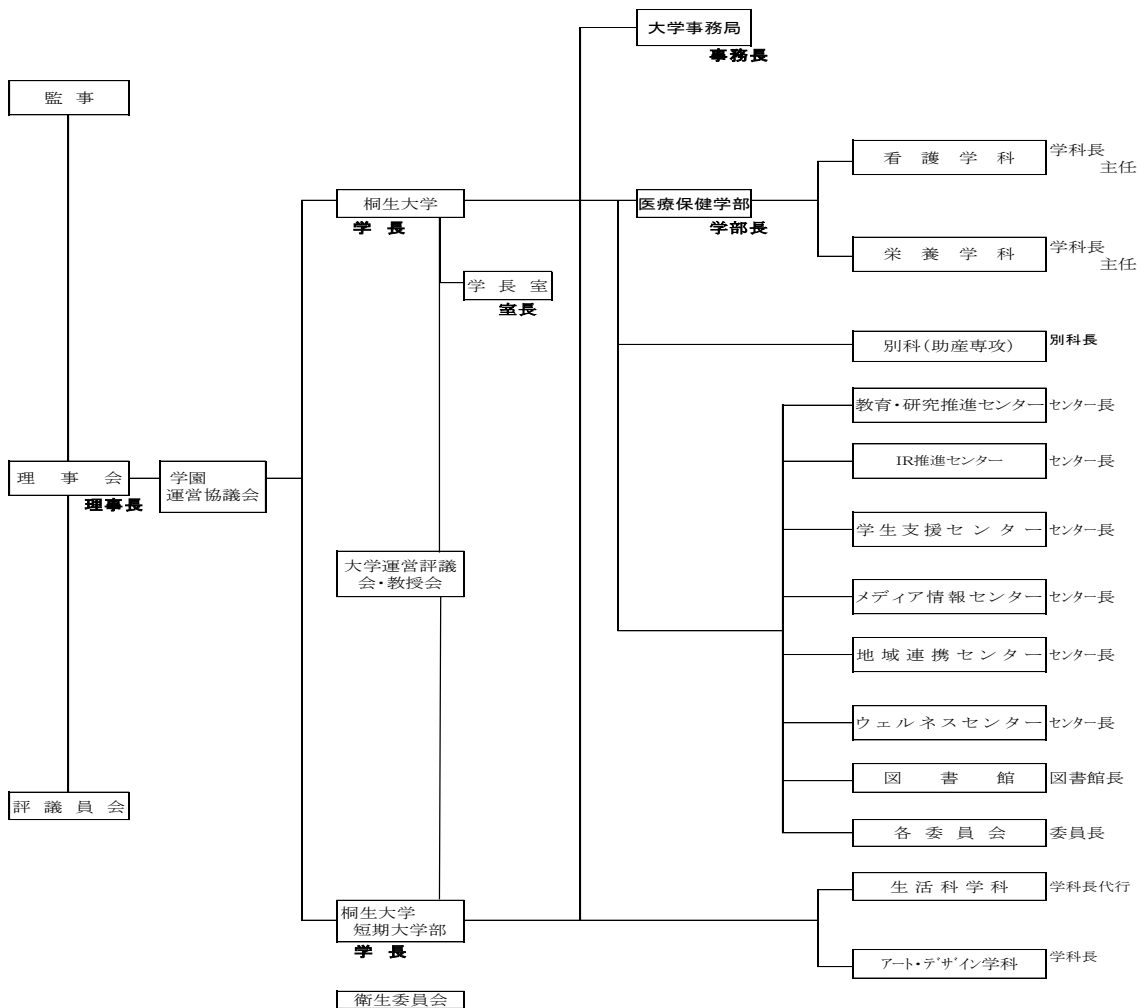 大学事務局
事務長
監事
看護学科
学科長
主任
桐生大学
学長
医療保健学部
学部長
栄養学科
学科長
主任
学長室
室長
別科(助産専攻)
別科長
教育・研究推進センター
センター長
理事会
理事長
学園
運営協議会
IR推進センター
センター長
学生支援センター
センター長
大学運営評議
会・教授会
メディア情報センター
センター長
地域連携センター
センター長
ウェルネスセンター
センター長
図書館
図書館長
評議員会
各委員会
委員長
生活科学科
学科長代行
桐生大学
短期大学部
学長
アート・デザイン学科
学科長
衛生委員会